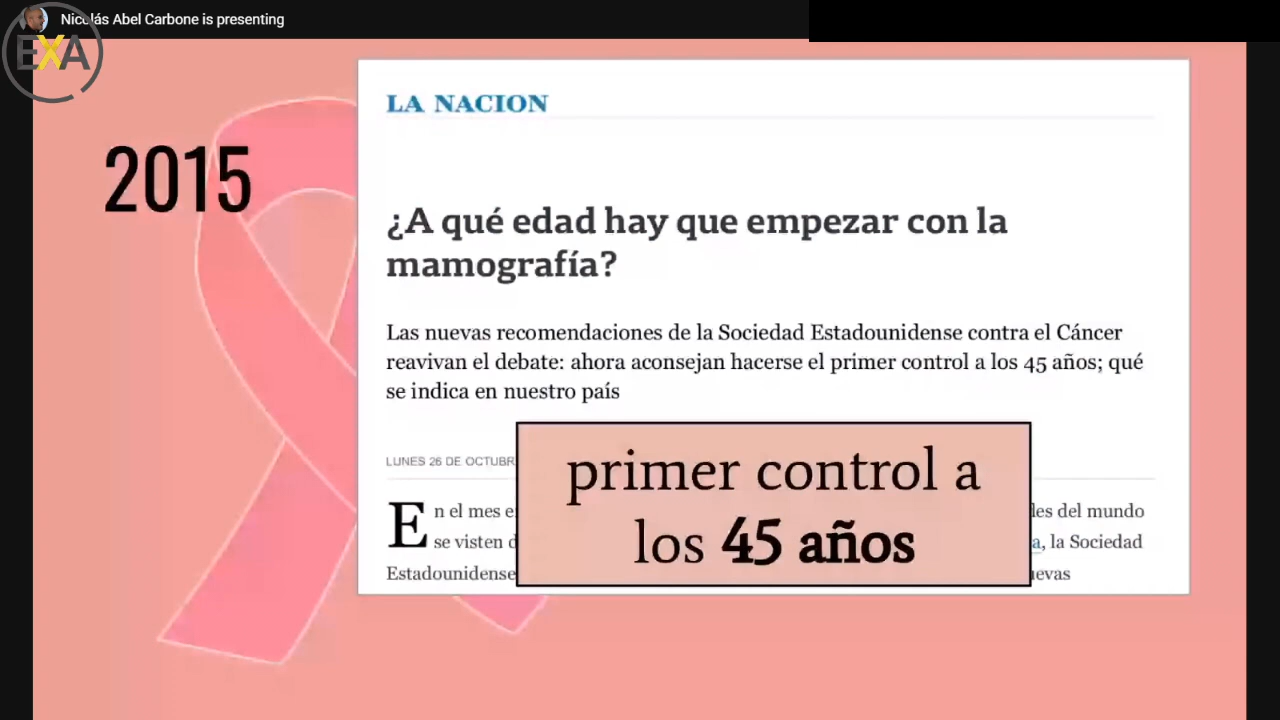 Nicolás Abel Carbone is presenting
EXA
2015
LA NACION
¿A qué edad hay que empezar con la
mamografía?
Las nuevas recomendaciones de la Sociedad Estadounidense contra el Cáncer
reavivan el debate: ahora aconsejan hacerse el primer control a los 45 años; qué
se indica en nuestro país
LUNES 26 DE OCTUBR
primer control a
los 45 años
En el mes e
des del mundo
se visten d
a, la Sociedad
Estadounidense